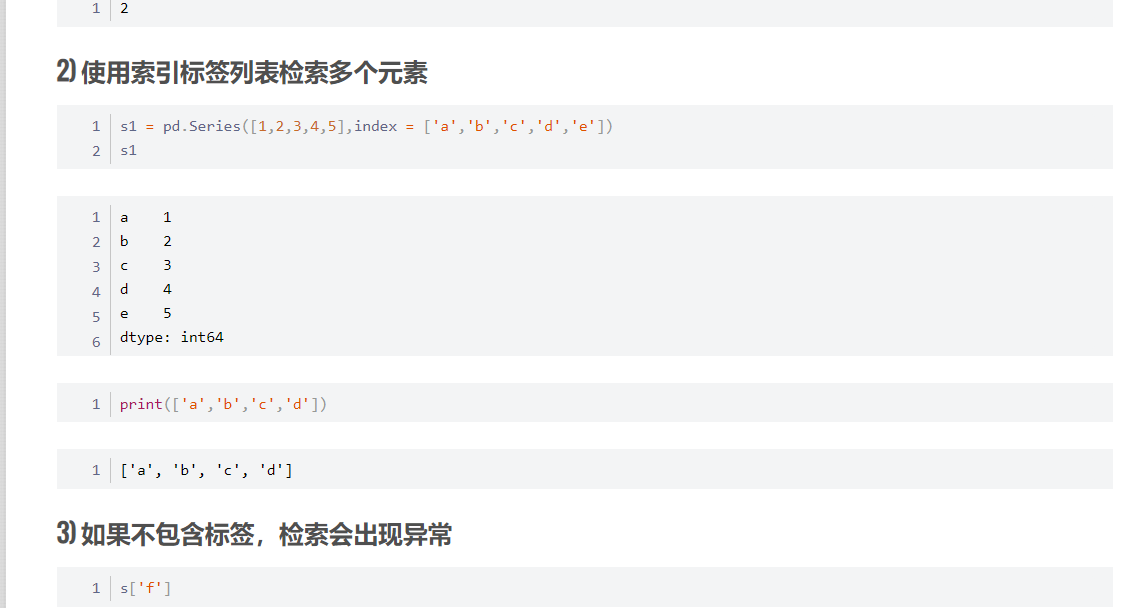 1 2
2) 使用索引标签列表检索多个元素
1 s1 = pd.Series([1,2,3,4,5],index = ['a','b','c','d','e'])
2 s1
1 a    1
2 b    2
3 c    3
4 d    4
5 e    5
6 dtype: int64
1 print(['a','b','c','d'])
1 ['a', 'b', 'c', 'd']
3) 如果不包含标签，检索会出现异常
1 s['f']